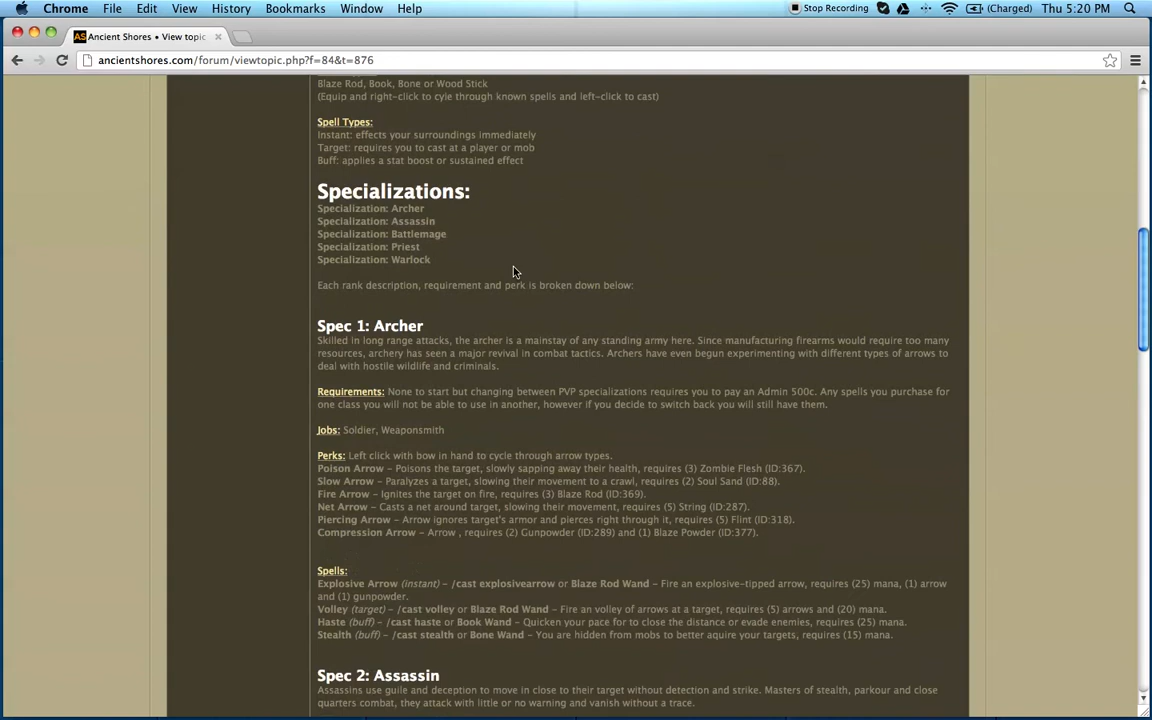 Chrome File Edit View History Bookmarks Window Help Stop Recording (Charged) Thu 5:20 PM
AS Ancient Shores • View topic
ancientshores.com/forum/viewtopic.php?f=84&t=876
Blaze Rod, Book, Bone or Wood Stick
(Equip and right-click to cyle through known spells and left-click to cast)
Spell Types:
Instant: effects your surroundings immediately
Target: requires you to cast at a player or mob
Buff: applies a stat boost or sustained effect
Specializations:
Specialization: Archer
Specialization: Assassin
Specialization: Battlemage
Specialization: Priest
Specialization: Warlock
Each rank description, requirement and perk is broken down below:
Spec 1: Archer
Skilled in long range attacks, the archer is a mainstay of any standing army here. Since manufacturing firearms would require too many
resources, archery has seen a major revival in combat tactics. Archers have even begun experimenting with different types of arrows to
deal with hostile wildlife and criminals.
Requirements: None to start but changing between PVP specializations requires you to pay an Admin 500c. Any spells you purchase for
one class you will not be able to use in another, however if you decide to switch back you will still have them.
Jobs: Soldier, Weaponsmith
Perks: Left click with bow in hand to cycle through arrow types.
Poison Arrow – Poisons the target, slowly sapping away their health, requires (3) Zombie Flesh (ID:367).
Slow Arrow – Paralyzes a target, slowing their movement to a crawl, requires (2) Soul Sand (ID:88).
Fire Arrow – Ignites the target on fire, requires (3) Blaze Rod (ID:369).
Net Arrow – Casts a net around target, slowing their movement, requires (5) String (ID:287).
Piercing Arrow – Arrow ignores target's armor and pierces right through it, requires (5) Flint (ID:318).
Compression Arrow – Arrow , requires (2) Gunpowder (ID:289) and (1) Blaze Powder (ID:377).
Spells:
Explosive Arrow (instant) – /cast explosivearrow or Blaze Rod Wand – Fire an explosive-tipped arrow, requires (25) mana, (1) arrow
and (1) gunpowder.
Volley (target) – /cast volley or Blaze Rod Wand – Fire an volley of arrows at a target, requires (5) arrows and (20) mana.
Haste (buff) – /cast haste or Book Wand – Quicken your pace for to close the distance or evade enemies, requires (25) mana.
Stealth (buff) – /cast stealth or Bone Wand – You are hidden from mobs to better aquire your targets, requires (15) mana.
Spec 2: Assassin
Assassins use guile and deception to move in close to their target without detection and strike. Masters of stealth, parkour and close
quarters combat, they attack with little or no warning and vanish without a trace.